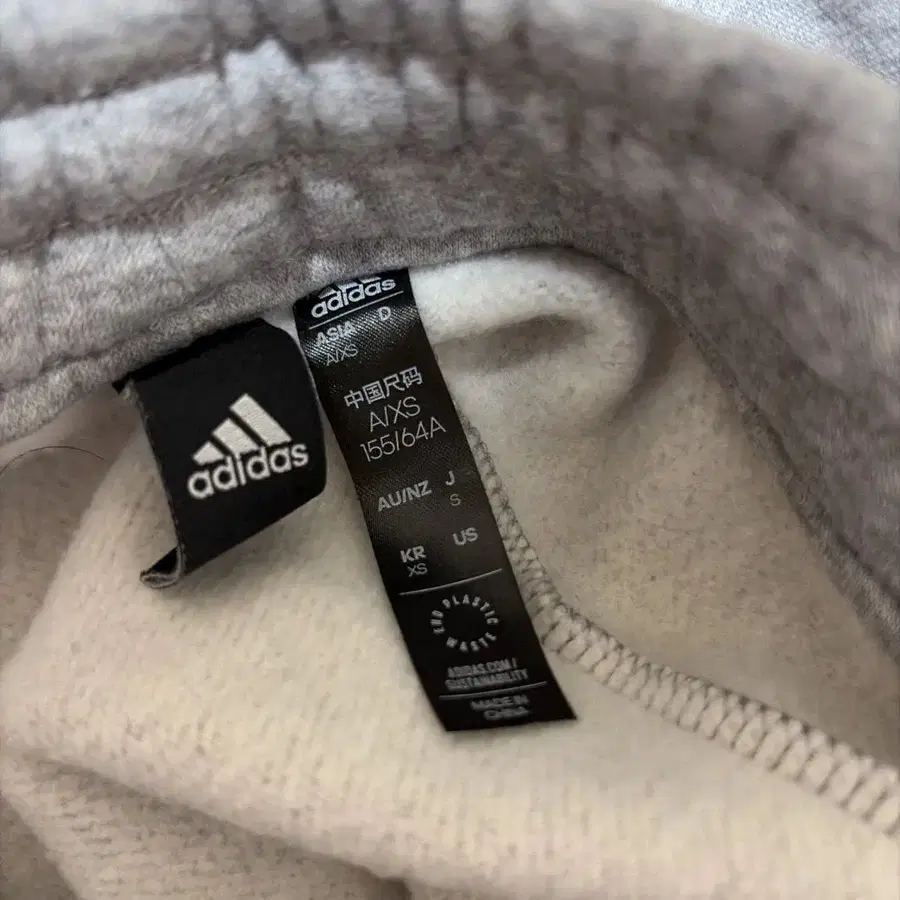 adidas
adidas
ASIA D
A/XS
中国尺码
A/XS
155/64A
AU/NZ J
S
KR US
XS
END PLASTIC WASTE
ADIDAS.COM/
SUSTAINABILITY
MADE IN
CHINA